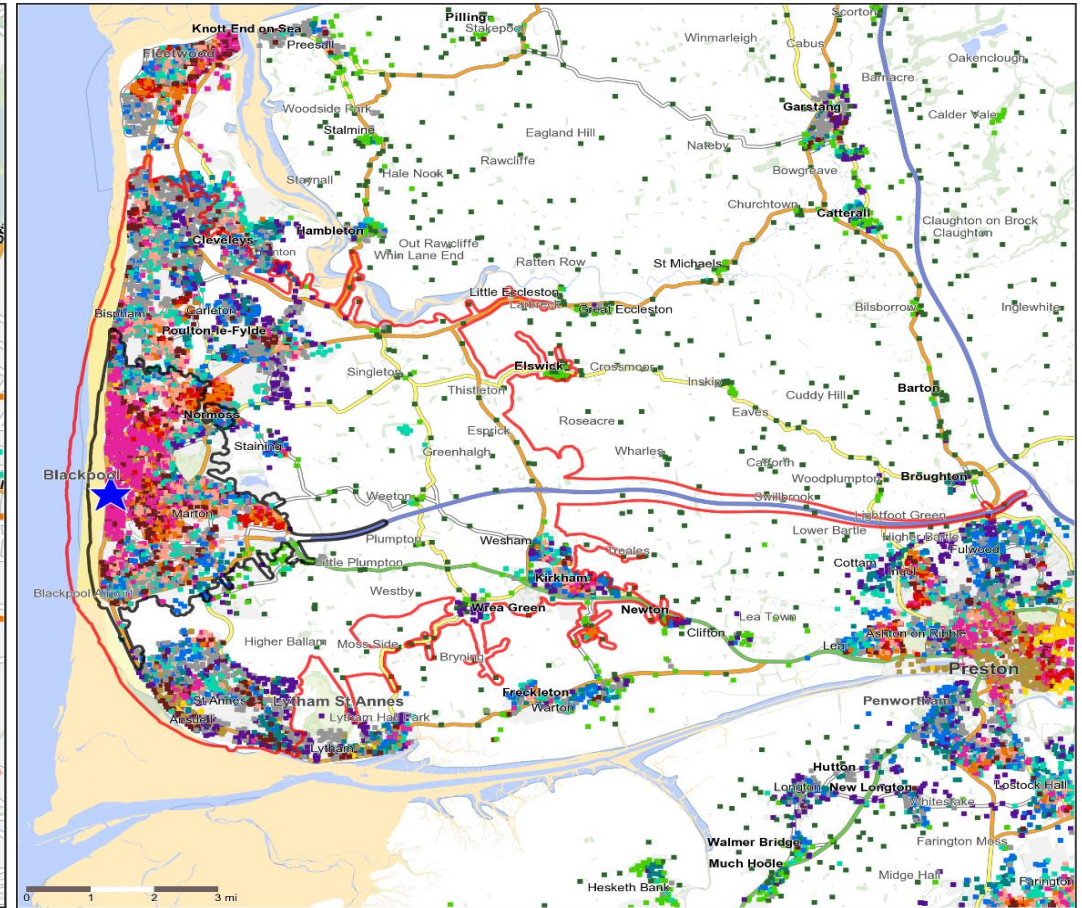 Knott End on Sea
Pilling
Stakepool
Scorton
Preesall
Fleetwood
Winmarleigh
Cabus
Oakenclough
Barnacre
Woodside Park
Garstang
Calder Vale
Stalmine
Eagland Hill
Nateby
Rawcliffe
Bowgreave
Staynall
Hale Nook
Churchtown
Catterall
Claughton on Brock
Claughton
Hambleton
Cleveleys
Out Rawcliffe
Whin Lane End
Ratten Row
St Michaels
Little Eccleston
Larbreck
Great Eccleston
Bilsborrow
Inglewhite
Bispham
Carleton
Poulton-le-Fylde
Elswick
Crossmoor
Singleton
Thistleton
Inskip
Barton
Cuddy Hill
Normoss
Eaves
Roseacre
Esprick
Staining
Greenhalgh
Wharles
Catforth
Blackpool
Woodplumpton
Broughton
Weeton
Swillbrook
Marton
Lightfoot Green
Plumpton
Wesham
Lower Bartle
Higher Bartle
Fulwood
Treales
Little Plumpton
Cottam
Ingol
Kirkham
Blackpool Airport
Westby
Wrea Green
Newton
Lea Town
Clifton
Ashton on Ribble
Higher Ballam
Moss Side
Lea
Bryning
Preston
St Annes
Lytham St Annes
Freckleton
Warton
Penwortham
Ansdell
Lytham Hall Park
Lytham
Hutton
Longton
New Longton
Lostock Hall
Whitestake
Walmer Bridge
Farington Moss
Much Hoole
Midge Hall
Hesketh Bank
Farington
0 1 2 3 mi